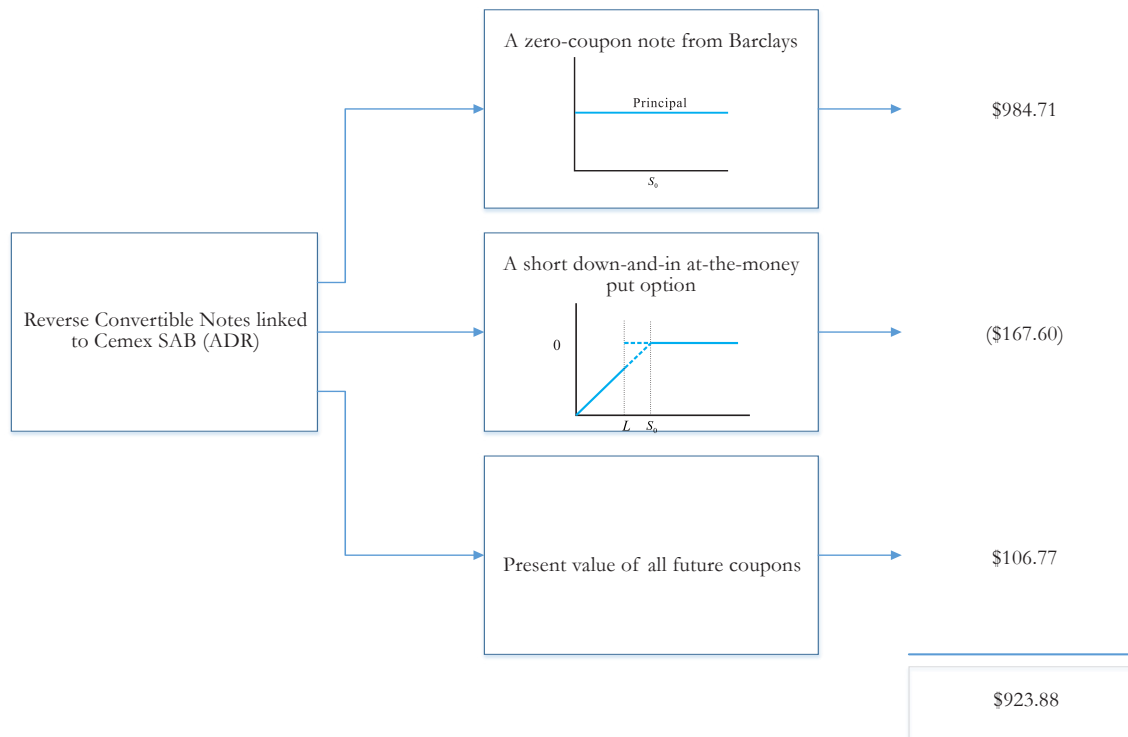 A zero-coupon note from Barclays
Principal
S₀
$984.71
Reverse Convertible Notes linked
to Cemex SAB (ADR)
A short down-and-in at-the-money
put option
0
L S₀
($167.60)
Present value of all future coupons
$106.77
$923.88